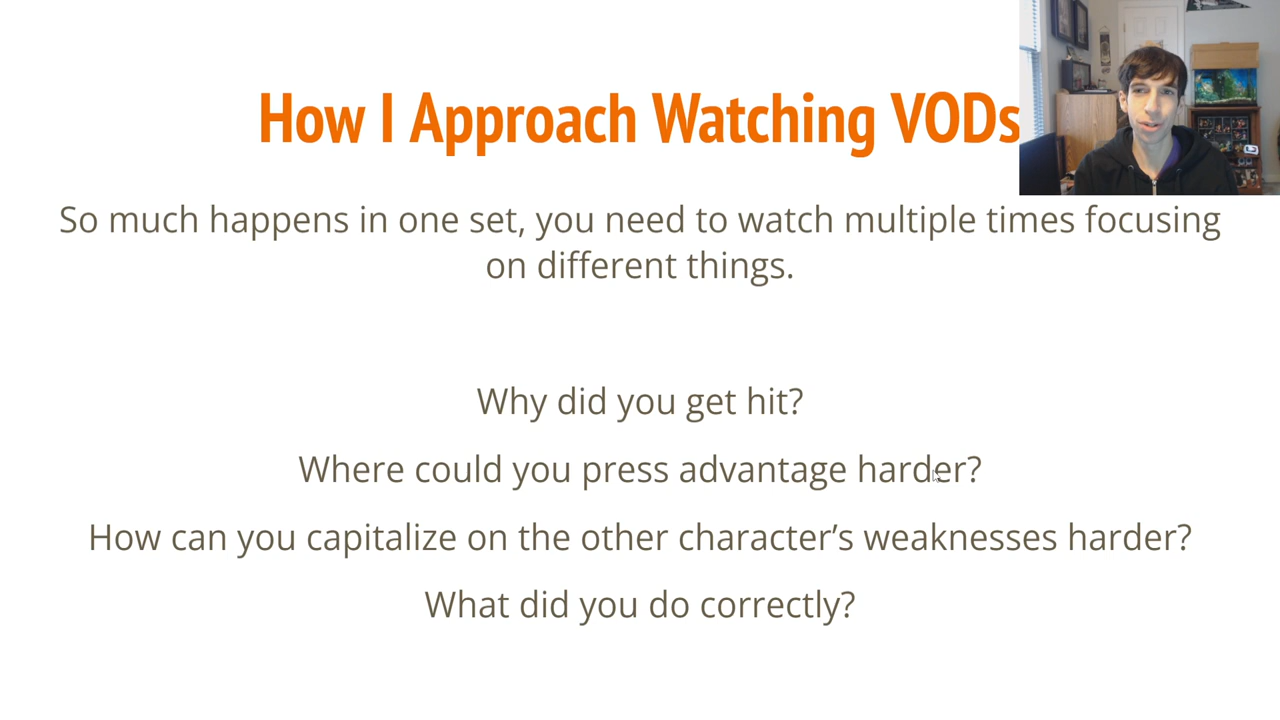 How I Approach Watching VODs
So much happens in one set, you need to watch multiple times focusing
on different things.
Why did you get hit?
Where could you press advantage harder?
How can you capitalize on the other character’s weaknesses harder?
What did you do correctly?